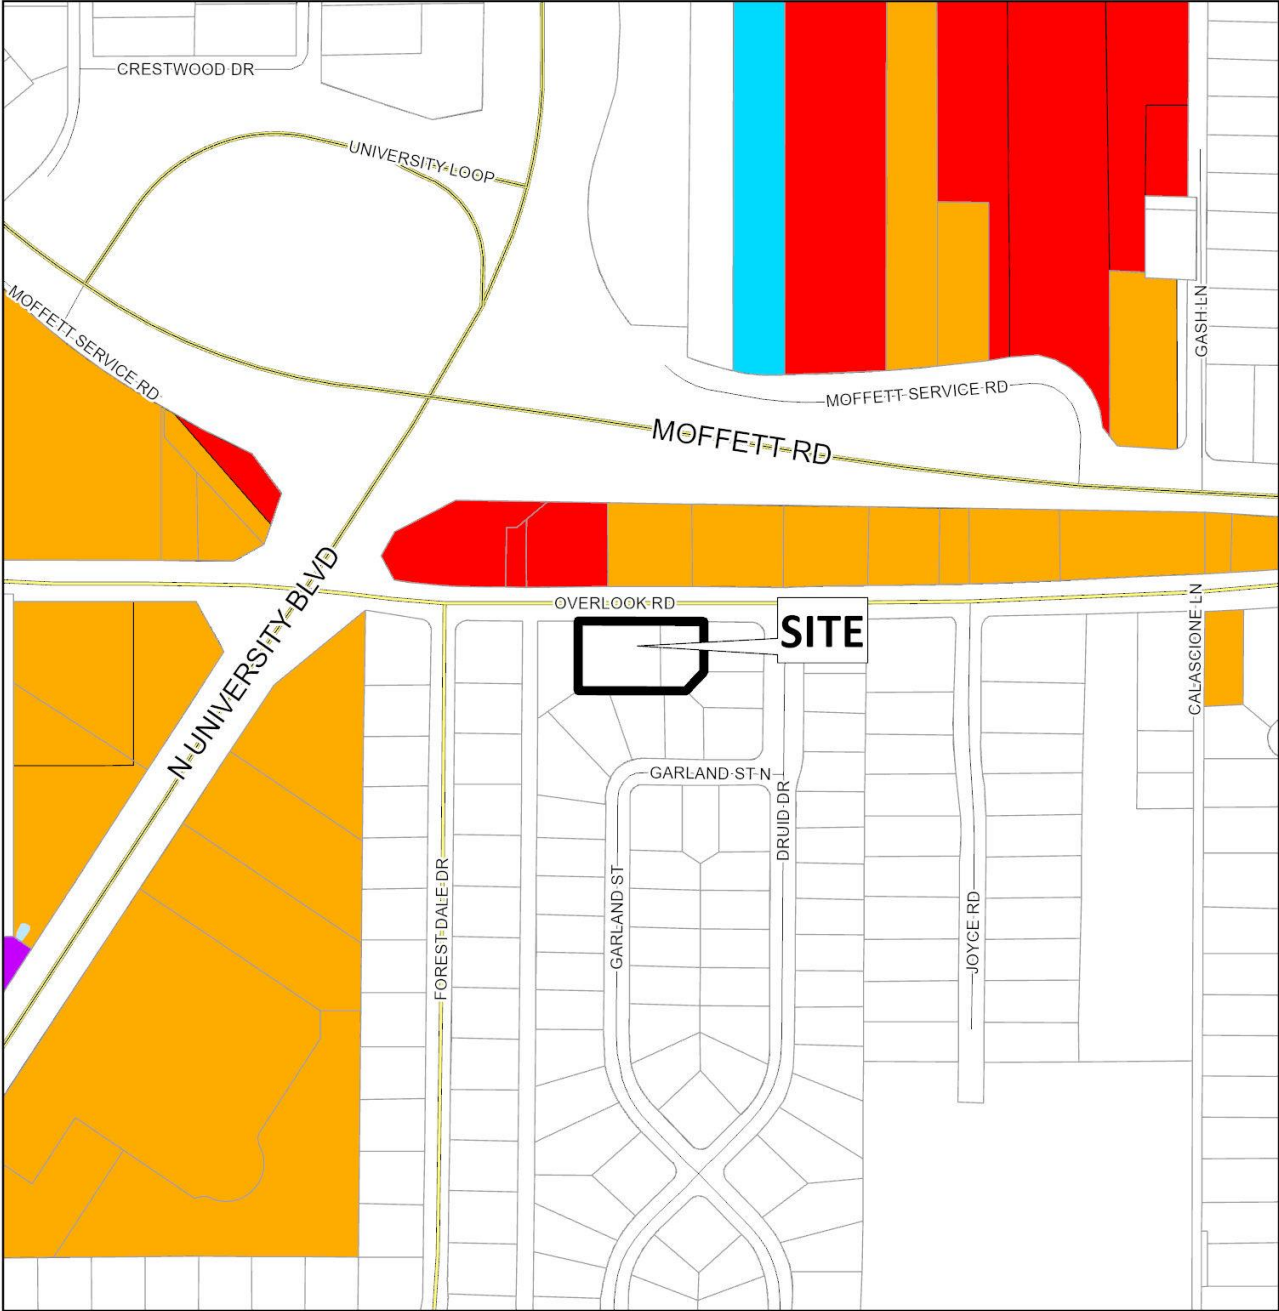 CRESTWOOD DR
UNIVERSITY LOOP
MOFFETT SERVICE RD
GASH LN
MOFFETT SERVICE RD
MOFFETT RD
N UNIVERSITY BLVD
OVERLOOK RD
SITE
CALASCIONE LN
GARLAND ST N
DRUID DR
FOREST DALE DR
GARLAND ST
JOYCE RD